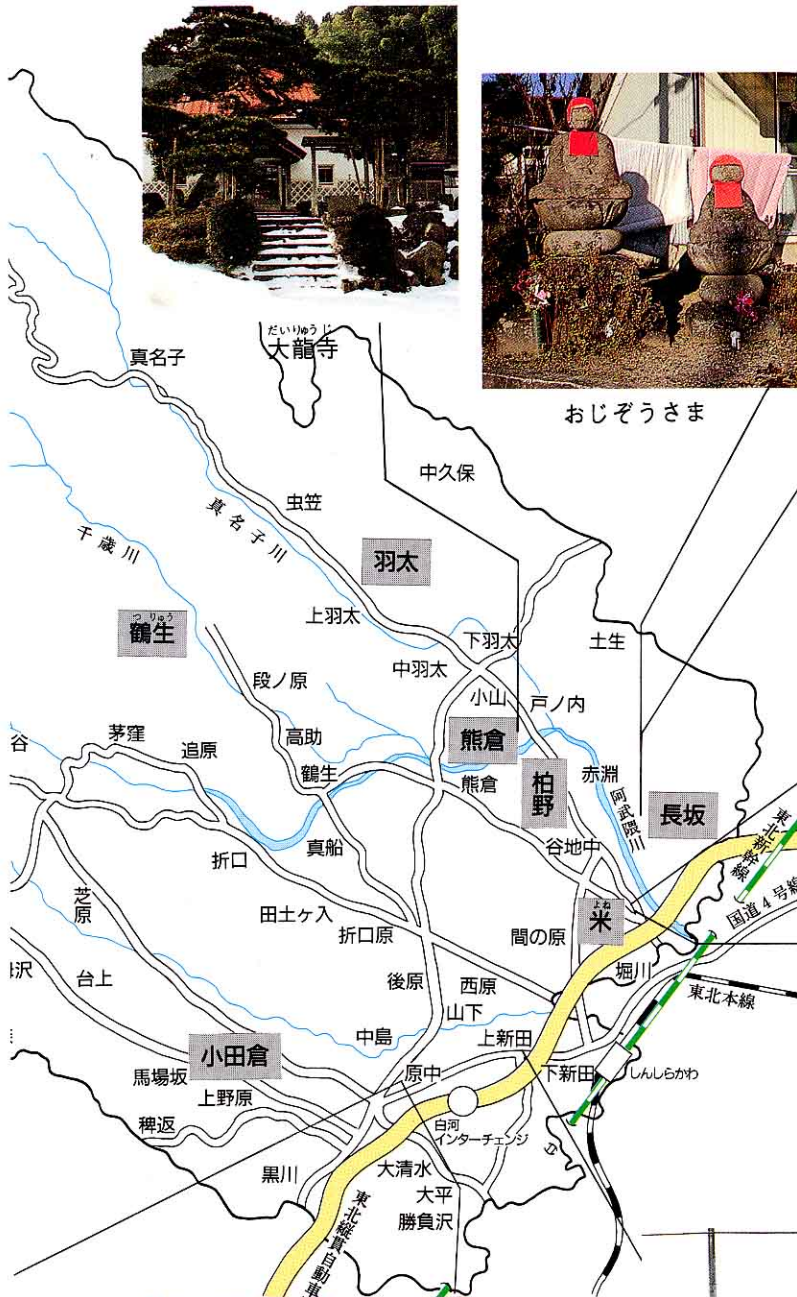 だいりゅうじ
大龍寺
おじぞうさま
真名子
中久保
虫笠
真名子川
千歳川
羽太
上羽太
下羽太
土生
つりゅう
鶴生
中羽太
段ノ原
小山
戸ノ内
茅窪
追原
高助
熊倉
谷
鶴生
熊倉
柏野
赤淵
阿武隈川
長坂
東北新幹線
折口
真船
谷地中
芝原
田土ヶ入
折口原
よね
米
国道4号線
間の原
台上
後原
西原
堀川
東北本線
山下
中島
上新田
小田倉
原中
下新田
しんしらかわ
馬場坂
上野原
稗返
白河
インターチェンジ
黒川
大清水
大平
勝負沢
東北縦貫自動車